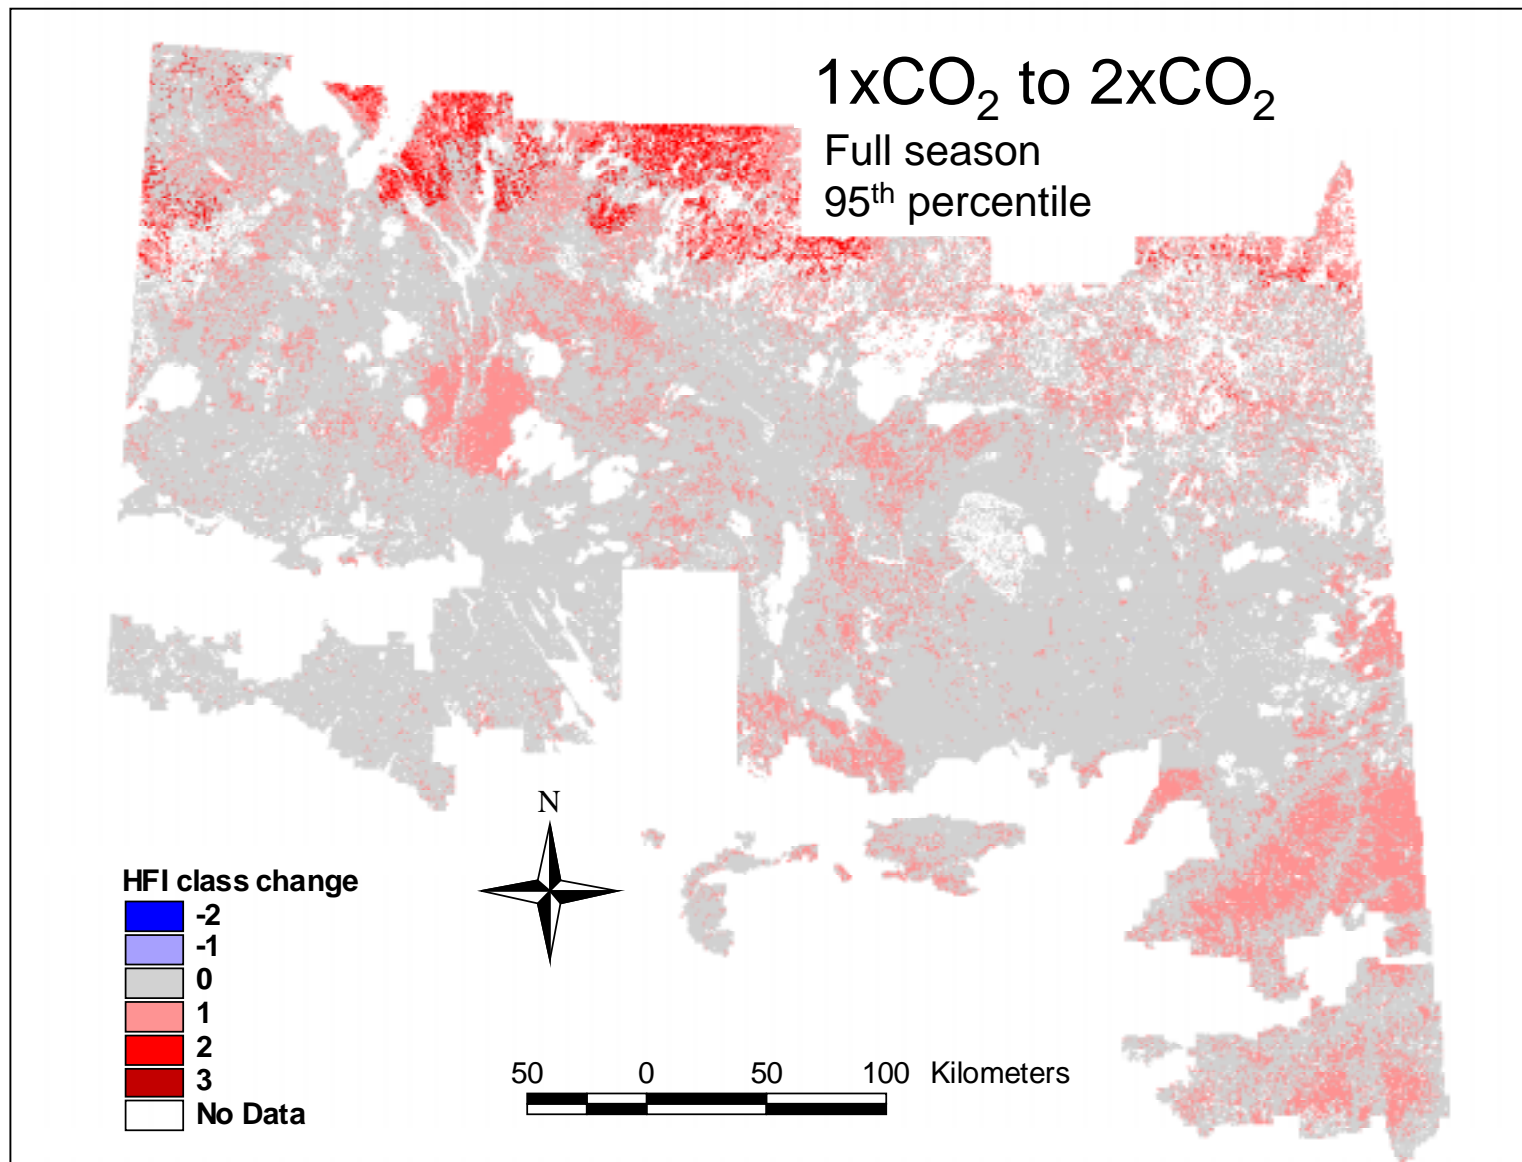 1xCO₂ to 2xCO₂
Full season
95th percentile
N
HFI class change
-2
-1
0
1
2
3
No Data
50 0 50 100 Kilometers